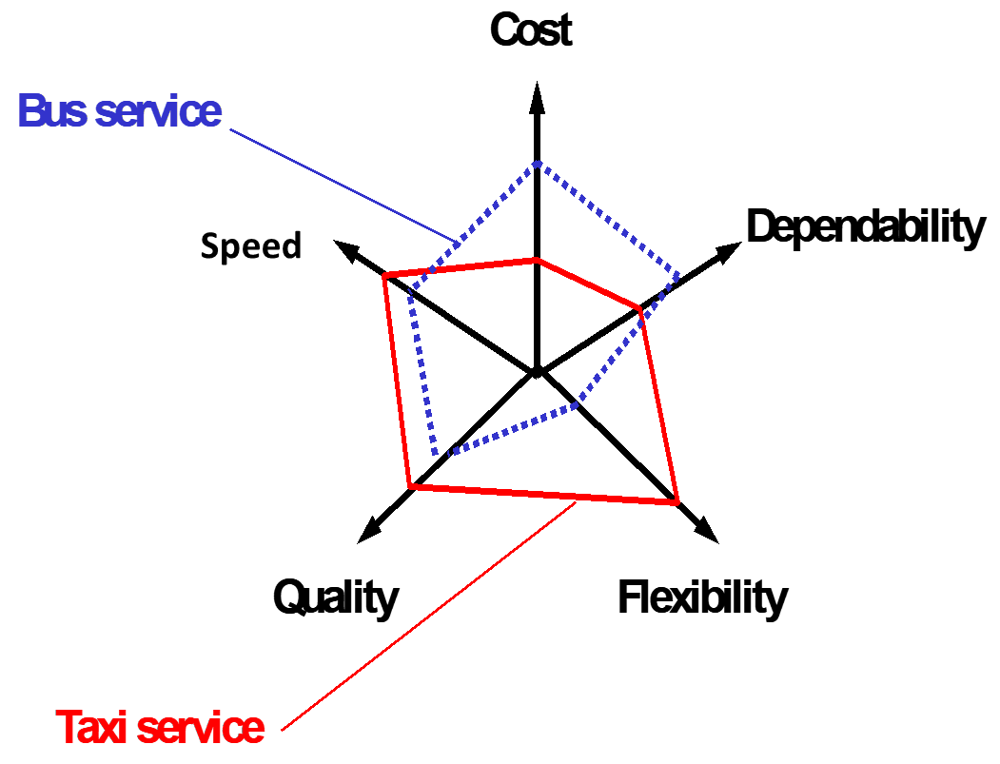 Cost
Bus service
Dependability
Speed
Quality
Flexibility
Taxi service